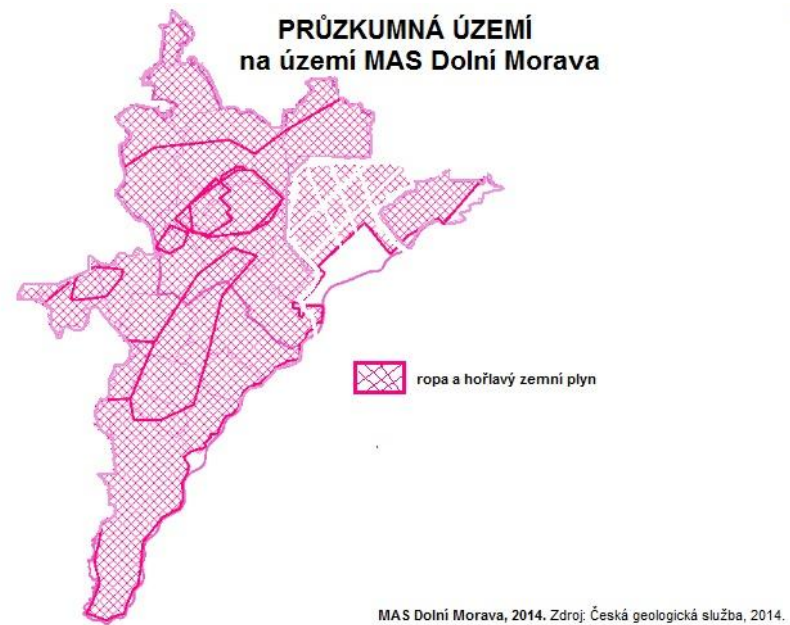 PRŮZKUMNÁ ÚZEMÍ
na území MAS Dolní Morava
ropa a hořlavý zemní plyn
MAS Dolní Morava, 2014. Zdroj: Česká geologická služba, 2014.